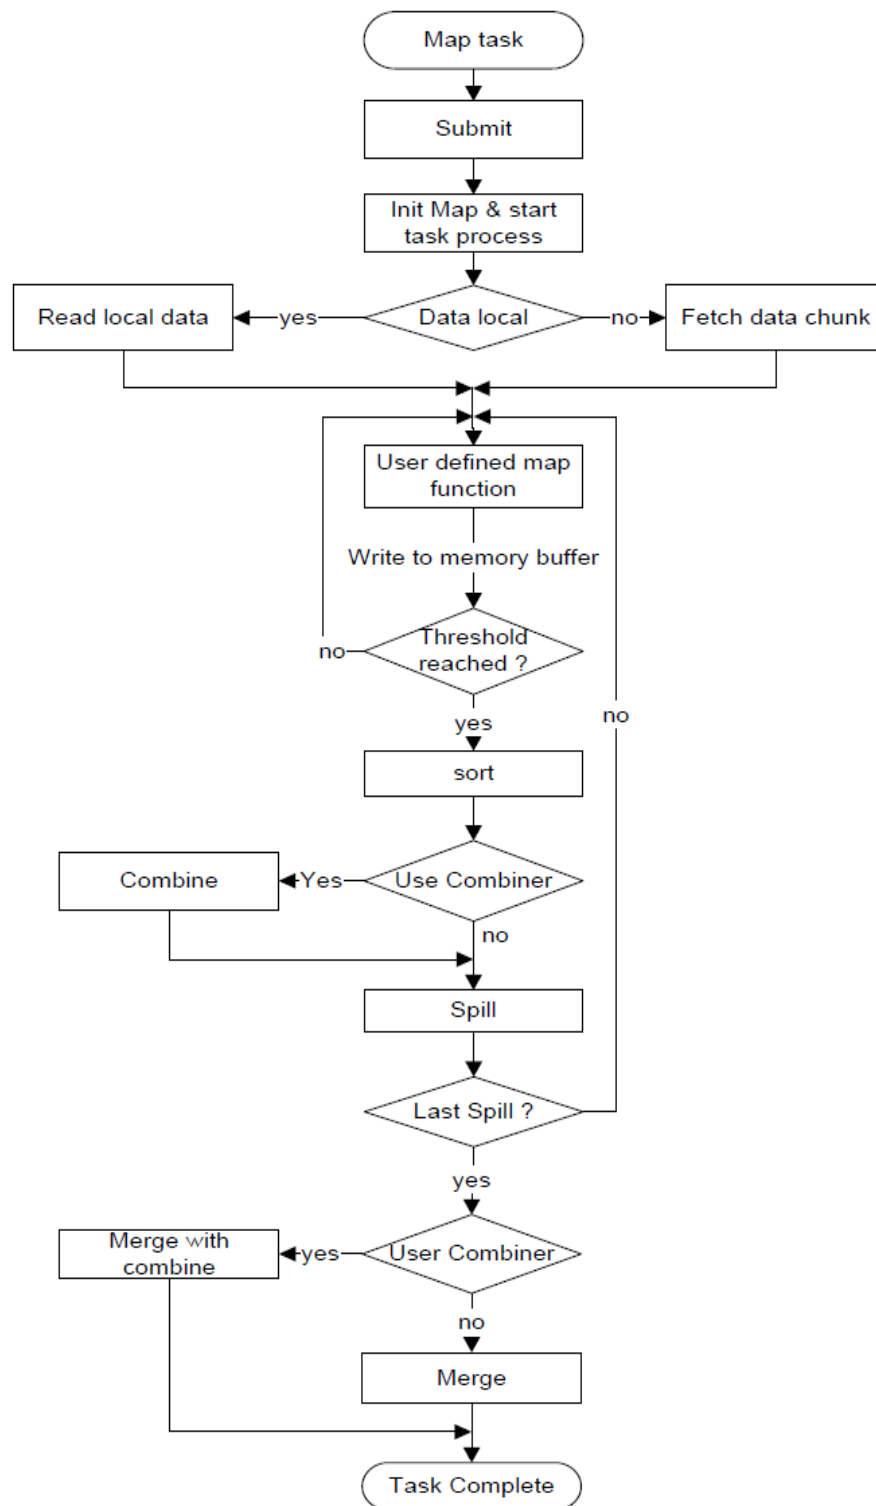 Map task
Submit
Init Map & start
task process
Read local data
yes
Data local
no
Fetch data chunk
User defined map
function
Write to memory buffer
Threshold
reached ?
no
yes
no
sort
Combine
Yes
Use Combiner
no
Spill
Last Spill ?
yes
Merge with
combine
yes
User Combiner
no
Merge
Task Complete